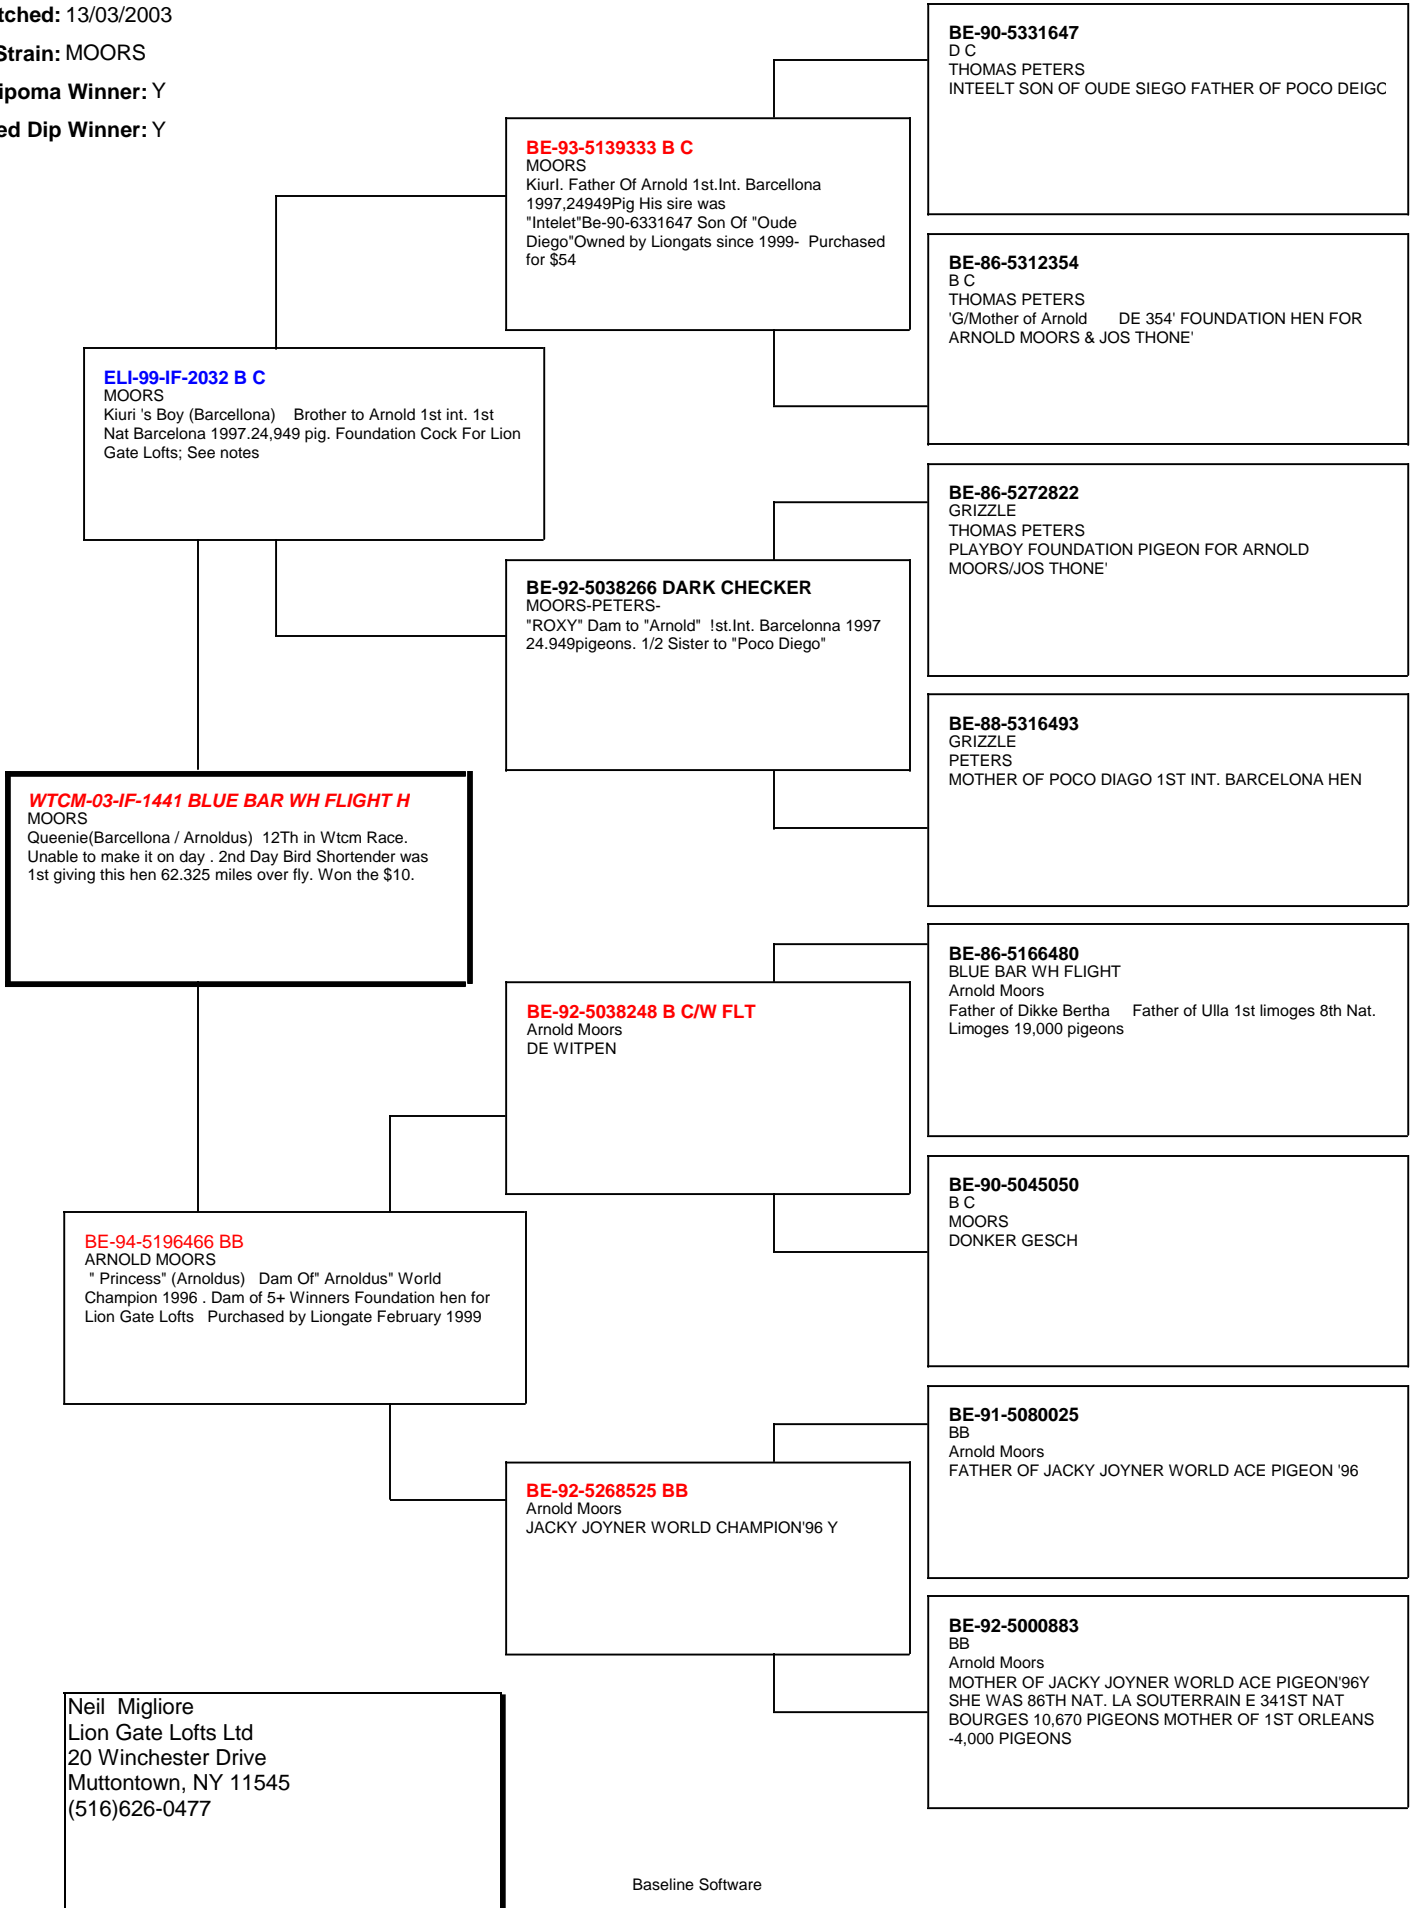 tched: 13/03/2003
Strain: MOORS
ipoma Winner: Y
ed Dip Winner: Y
BE-90-5331647
D C
THOMAS PETERS
INTEELT SON OF OUDE SIEGO FATHER OF POCO DEIGC
BE-93-5139333 B C
MOORS
KiurI. Father Of Arnold 1st.Int. Barcellona
1997,24949Pig His sire was
"Intelet"Be-90-6331647 Son Of "Oude
Diego"Owned by Liongats since 1999- Purchased
for $54
BE-86-5312354
B C
THOMAS PETERS
'G/Mother of Arnold DE 354' FOUNDATION HEN FOR
ARNOLD MOORS & JOS THONE'
ELI-99-IF-2032 B C
MOORS
Kiuri 's Boy (Barcellona) Brother to Arnold 1st int. 1st
Nat Barcelona 1997.24,949 pig. Foundation Cock For Lion
Gate Lofts; See notes
BE-86-5272822
GRIZZLE
THOMAS PETERS
PLAYBOY FOUNDATION PIGEON FOR ARNOLD
MOORS/JOS THONE'
BE-92-5038266 DARK CHECKER
MOORS-PETERS-
"ROXY" Dam to "Arnold" !st.Int. Barcelonna 1997
24.949pigeons. 1/2 Sister to "Poco Diego"
BE-88-5316493
GRIZZLE
PETERS
MOTHER OF POCO DIAGO 1ST INT. BARCELONA HEN
WTCM-03-IF-1441 BLUE BAR WH FLIGHT H
MOORS
Queenie(Barcellona / Arnoldus) 12Th in Wtcm Race.
Unable to make it on day . 2nd Day Bird Shortender was
1st giving this hen 62.325 miles over fly. Won the $10.
BE-86-5166480
BLUE BAR WH FLIGHT
Arnold Moors
Father of Dikke Bertha Father of Ulla 1st limoges 8th Nat.
Limoges 19,000 pigeons
BE-92-5038248 B C/W FLT
Arnold Moors
DE WITPEN
BE-90-5045050
B C
MOORS
DONKER GESCH
BE-94-5196466 BB
ARNOLD MOORS
" Princess" (Arnoldus) Dam Of" Arnoldus" World
Champion 1996 . Dam of 5+ Winners Foundation hen for
Lion Gate Lofts Purchased by Liongate February 1999
BE-91-5080025
BB
Arnold Moors
FATHER OF JACKY JOYNER WORLD ACE PIGEON '96
BE-92-5268525 BB
Arnold Moors
JACKY JOYNER WORLD CHAMPION'96 Y
BE-92-5000883
BB
Arnold Moors
MOTHER OF JACKY JOYNER WORLD ACE PIGEON'96Y
SHE WAS 86TH NAT. LA SOUTERRAIN E 341ST NAT
BOURGES 10,670 PIGEONS MOTHER OF 1ST ORLEANS
-4,000 PIGEONS
Neil Migliore
Lion Gate Lofts Ltd
20 Winchester Drive
Muttontown, NY 11545
(516)626-0477
Baseline Software